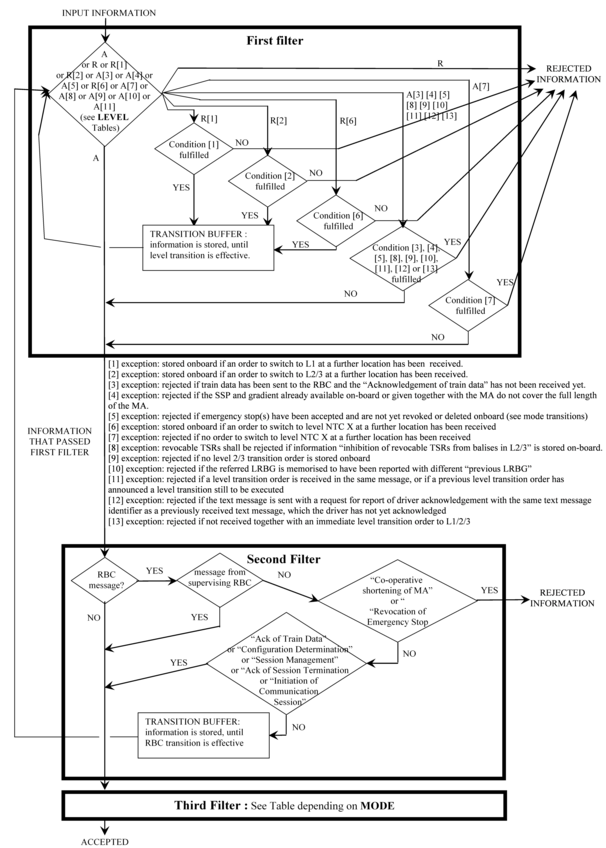 INPUT INFORMATION
First filter
A
or R or R[1]
or R[2] or A[3] or A[4] or
A[5] or R[6] or A[7] or
A[8] or A[9] or A[10] or
A[11]
(see LEVEL
Tables)
A
R
REJECTED
INFORMATION
A[7]
A[3] [4] [5]
[8] [9] [10]
[11] [12] [13]
R[1]
R[2]
R[6]
Condition [1]
fulfilled
NO
YES
Condition [2]
fulfilled
NO
YES
Condition [6]
fulfilled
NO
YES
TRANSITION BUFFER :
information is stored, until
level transition is effective.
Condition [3], [4],
[5], [8], [9], [10],
[11], [12] or [13]
fulfilled
YES
NO
Condition [7]
fulfilled
YES
NO
[1] exception: stored onboard if an order to switch to L1 at a further location has been received.
[2] exception: stored onboard if an order to switch to L2/3 at a further location has been received.
[3] exception: rejected if train data has been sent to the RBC and the “Acknowledgement of train data” has not been received yet.
[4] exception: rejected if the SSP and gradient already available on-board or given together with the MA do not cover the full length
of the MA.
[5] exception: rejected if emergency stop(s) have been accepted and are not yet revoked or deleted onboard (see mode transitions)
[6] exception: stored onboard if an order to switch to level NTC X at a further location has been received
[7] exception: rejected if no order to switch to level NTC X at a further location has been received
[8] exception: revocable TSRs shall be rejected if information “inhibition of revocable TSRs from balises in L2/3” is stored on-board.
[9] exception: rejected if no level 2/3 transition order is stored onboard
[10] exception: rejected if the referred LRBG is memorised to have been reported with different “previous LRBG”
[11] exception: rejected if a level transition order is received in the same message, or if a previous level transition order has
announced a level transition still to be executed
[12] exception: rejected if the text message is sent with a request for report of driver acknowledgement with the same text message
identifier as a previously received text message, which the driver has not yet acknowledged
[13] exception: rejected if not received together with an immediate level transition order to L1/2/3
INFORMATION
THAT PASSED
FIRST FILTER
Second Filter
RBC
message?
YES
NO
message from
supervising RBC
NO
YES
“Co-operative
shortening of MA”
or “
“Revocation of
Emergency Stop
YES
REJECTED
INFORMATION
NO
“Ack of Train Data”
or “Configuration Determination”
or “Session Management”
or “Ack of Session Termination
or “Initiation of
Communication
Session”
YES
NO
TRANSITION BUFFER:
information is stored, until
RBC transition is effective
Third Filter : See Table depending on MODE
ACCEPTED